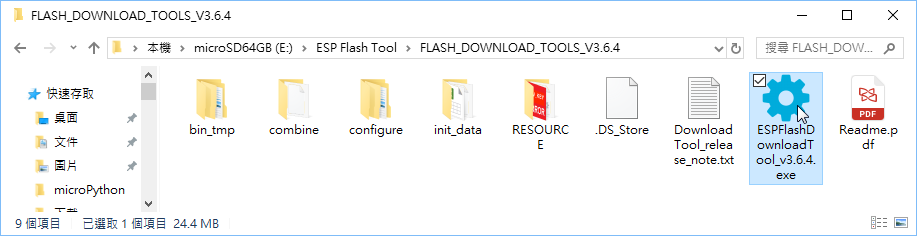 FLASH_DOWNLOAD_TOOLS_V3.6.4
本機 > microSD64GB (E:) > ESP Flash Tool > FLASH_DOWNLOAD_TOOLS_V3.6.4
搜尋 FLASH_DOW...
快速存取
桌面
文件
圖片
microPython
bin_tmp
combine
configure
init_data
RESOURC
E
.DS_Store
Download
Tool_relea
se_note.txt
ESPFlashD
ownloadT
ool_v3.6.4.
exe
Readme.p
df
PDF
KEY
ERROR
9 個項目
已選取 1 個項目 24.4 MB